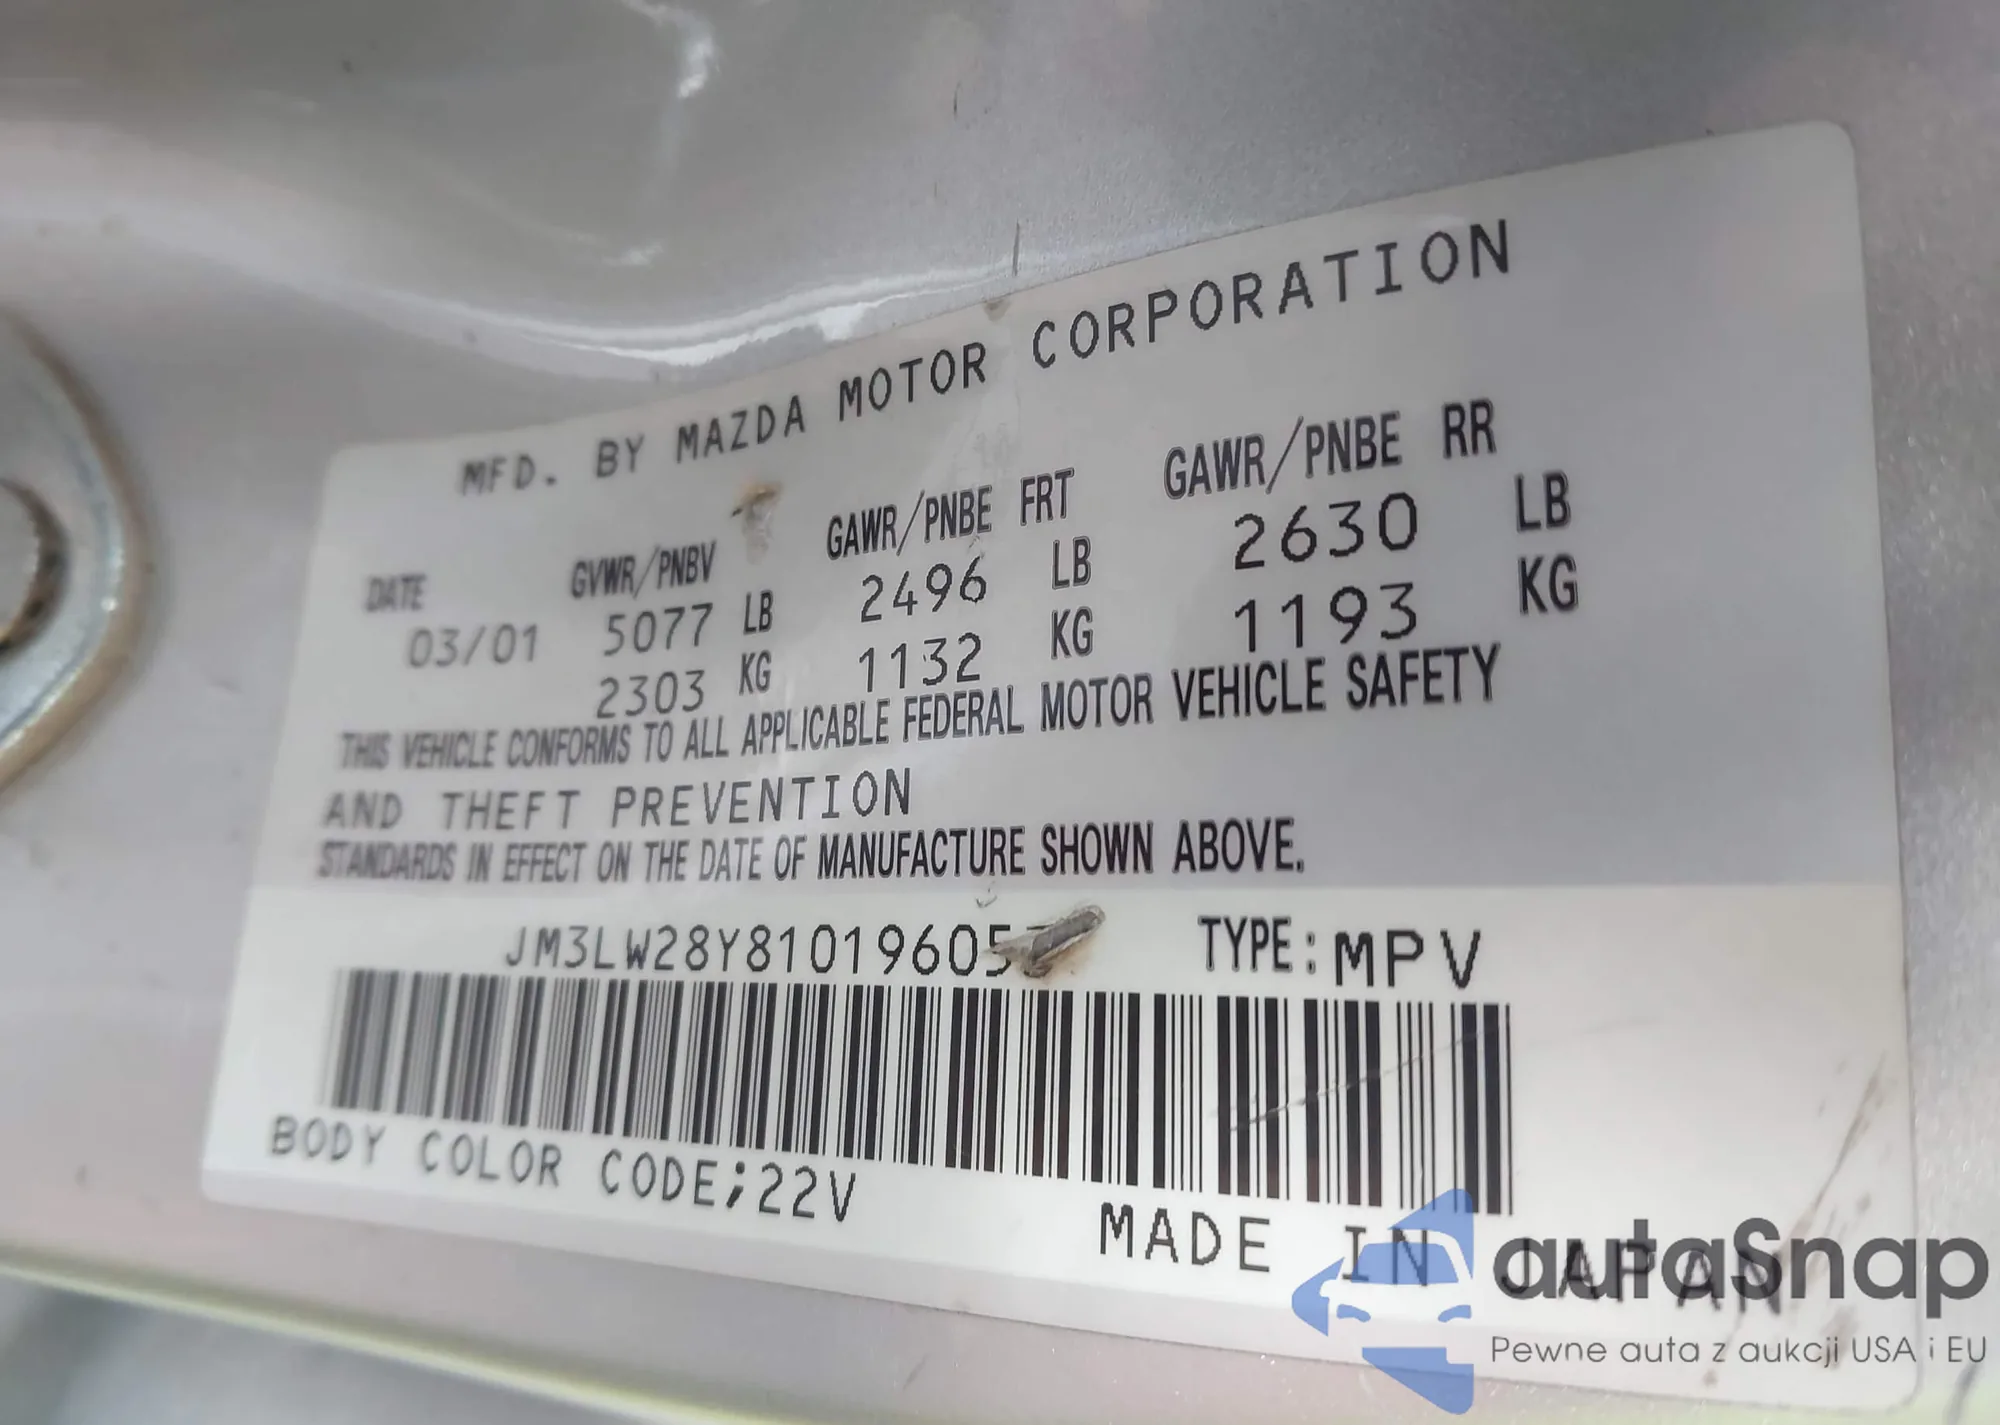 MFD. BY MAZDA MOTOR CORPORATION
DATE GVWR/PNBV GAWR/PNBE FRT GAWR/PNBE RR
03/01 5077 LB 2496 LB 2630 LB
2303 KG 1132 KG 1193 KG
THIS VEHICLE CONFORMS TO ALL APPLICABLE FEDERAL MOTOR VEHICLE SAFETY
AND THEFT PREVENTION
STANDARDS IN EFFECT ON THE DATE OF MANUFACTURE SHOWN ABOVE.
TYPE: MPV
BODY COLOR CODE;22V
MADE IN JAPAN
autaSnap
Pewne auta z aukcji USA i EU